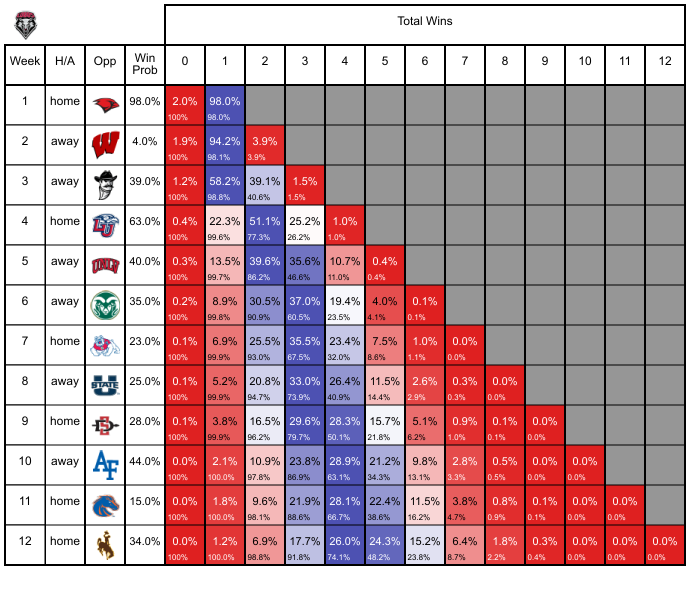 Total Wins
Week H/A Opp Win Prob 0 1 2 3 4 5 6 7 8 9 10 11 12
1 home 98.0% 2.0% 98.0%
100% 98.0%
2 away W 4.0% 1.9% 94.2% 3.9%
100% 98.1% 3.9%
3 away 39.0% 1.2% 58.2% 39.1% 1.5%
100% 98.8% 40.6% 1.5%
4 home LU 63.0% 0.4% 22.3% 51.1% 25.2% 1.0%
100% 99.6% 77.3% 26.2% 1.0%
5 away UNLV 40.0% 0.3% 13.5% 39.6% 35.6% 10.7% 0.4%
100% 99.7% 86.2% 46.6% 11.0% 0.4%
6 away 35.0% 0.2% 8.9% 30.5% 37.0% 19.4% 4.0% 0.1%
100% 99.8% 90.9% 60.5% 23.5% 4.1% 0.1%
7 home 23.0% 0.1% 6.9% 25.5% 35.5% 23.4% 7.5% 1.0% 0.0%
100% 99.9% 93.0% 67.5% 32.0% 8.6% 1.1% 0.0%
8 away U STATE 25.0% 0.1% 5.2% 20.8% 33.0% 26.4% 11.5% 2.6% 0.3% 0.0%
100% 99.9% 94.7% 73.9% 40.9% 14.4% 2.9% 0.3% 0.0%
9 home SD 28.0% 0.1% 3.8% 16.5% 29.6% 28.3% 15.7% 5.1% 0.9% 0.1% 0.0%
100% 99.9% 96.2% 79.7% 50.1% 21.8% 6.2% 1.0% 0.1% 0.0%
10 away AF 44.0% 0.0% 2.1% 10.9% 23.8% 28.9% 21.2% 9.8% 2.8% 0.5% 0.0% 0.0%
100% 100.0% 97.8% 86.9% 63.1% 34.3% 13.1% 3.3% 0.5% 0.0% 0.0%
11 home 15.0% 0.0% 1.8% 9.6% 21.9% 28.1% 22.4% 11.5% 3.8% 0.8% 0.1% 0.0% 0.0%
100% 100.0% 98.1% 88.6% 66.7% 38.6% 16.2% 4.7% 0.9% 0.1% 0.0% 0.0%
12 home 34.0% 0.0% 1.2% 6.9% 17.7% 26.0% 24.3% 15.2% 6.4% 1.8% 0.3% 0.0% 0.0% 0.0%
100% 100.0% 98.8% 91.8% 74.1% 48.2% 23.8% 8.7% 2.2% 0.4% 0.0% 0.0% 0.0%